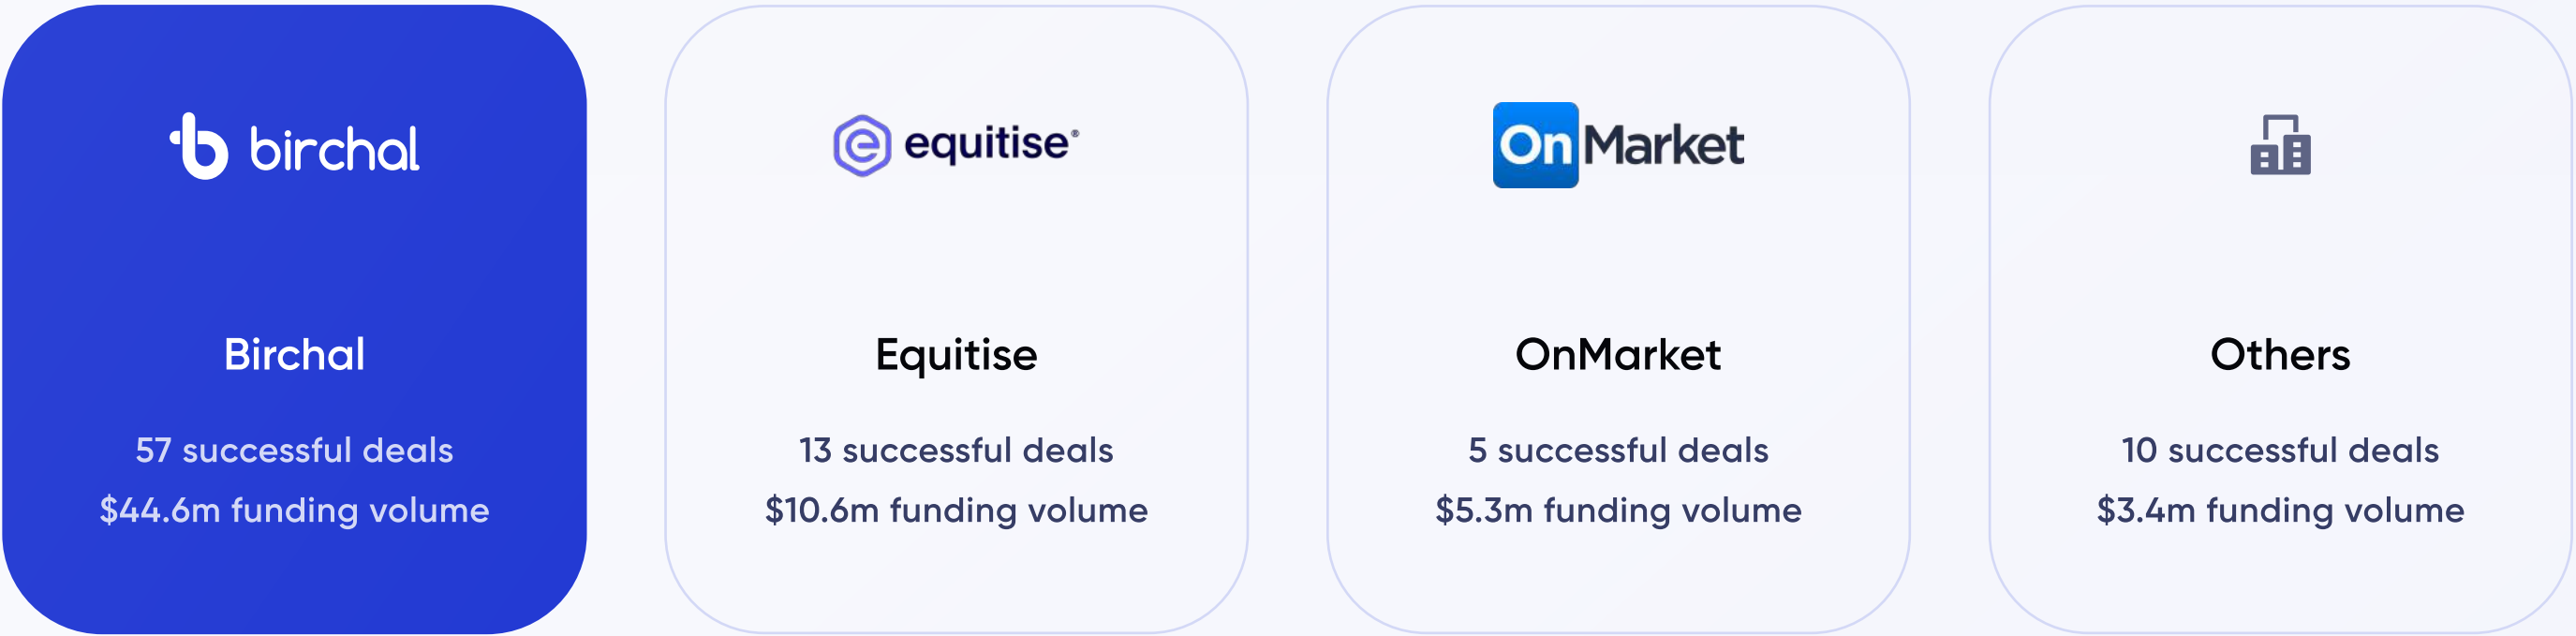 birchal
Birchal
57 successful deals
$44.6m funding volume
equitise®
Equitise
13 successful deals
$10.6m funding volume
OnMarket
OnMarket
5 successful deals
$5.3m funding volume
Others
10 successful deals
$3.4m funding volume